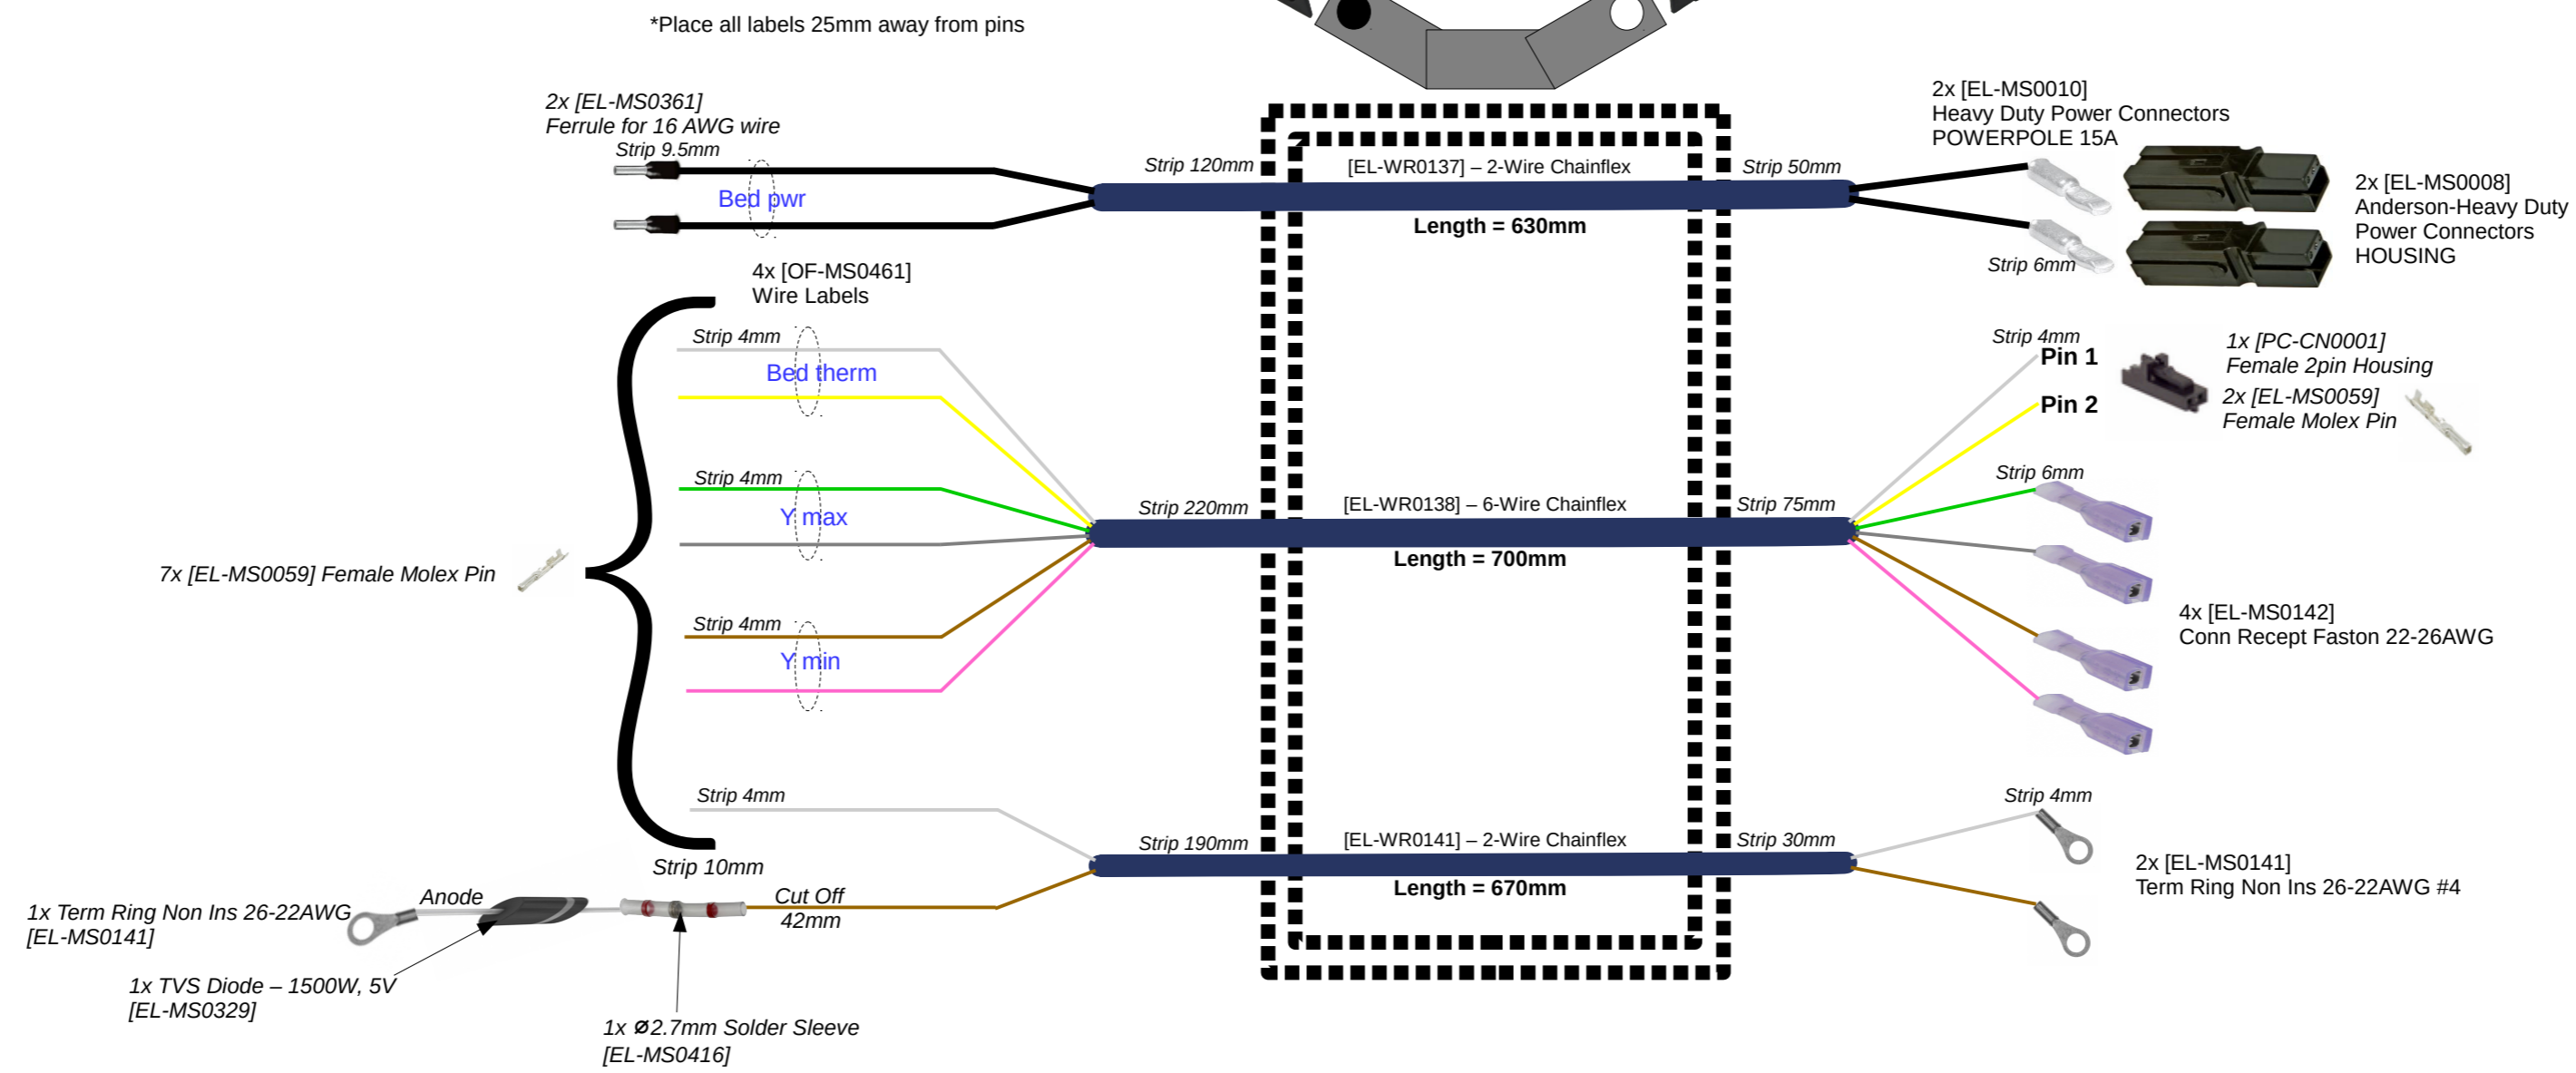 *Place all labels 25mm away from pins
2x [EL-MS0361]
Ferrule for 16 AWG wire
Strip 9.5mm
Bed pwr
Strip 120mm
[EL-WR0137] – 2-Wire Chainflex
Length = 630mm
Strip 50mm
2x [EL-MS0010]
Heavy Duty Power Connectors
POWERPOLE 15A
Strip 6mm
2x [EL-MS0008]
Anderson-Heavy Duty
Power Connectors
HOUSING
4x [OF-MS0461]
Wire Labels
Strip 4mm
Bed therm
Strip 4mm
Y max
Strip 4mm
Y min
7x [EL-MS0059] Female Molex Pin
Strip 220mm
[EL-WR0138] – 6-Wire Chainflex
Length = 700mm
Strip 75mm
Strip 4mm
Pin 1
Pin 2
1x [PC-CN0001]
Female 2pin Housing
2x [EL-MS0059]
Female Molex Pin
Strip 6mm
4x [EL-MS0142]
Conn Recept Faston 22-26AWG
Strip 4mm
Strip 190mm
[EL-WR0141] – 2-Wire Chainflex
Length = 670mm
Strip 30mm
Strip 4mm
2x [EL-MS0141]
Term Ring Non Ins 26-22AWG #4
Strip 10mm
Anode
Cut Off
42mm
1x Term Ring Non Ins 26-22AWG
[EL-MS0141]
1x TVS Diode – 1500W, 5V
[EL-MS0329]
1x ⌀2.7mm Solder Sleeve
[EL-MS0416]